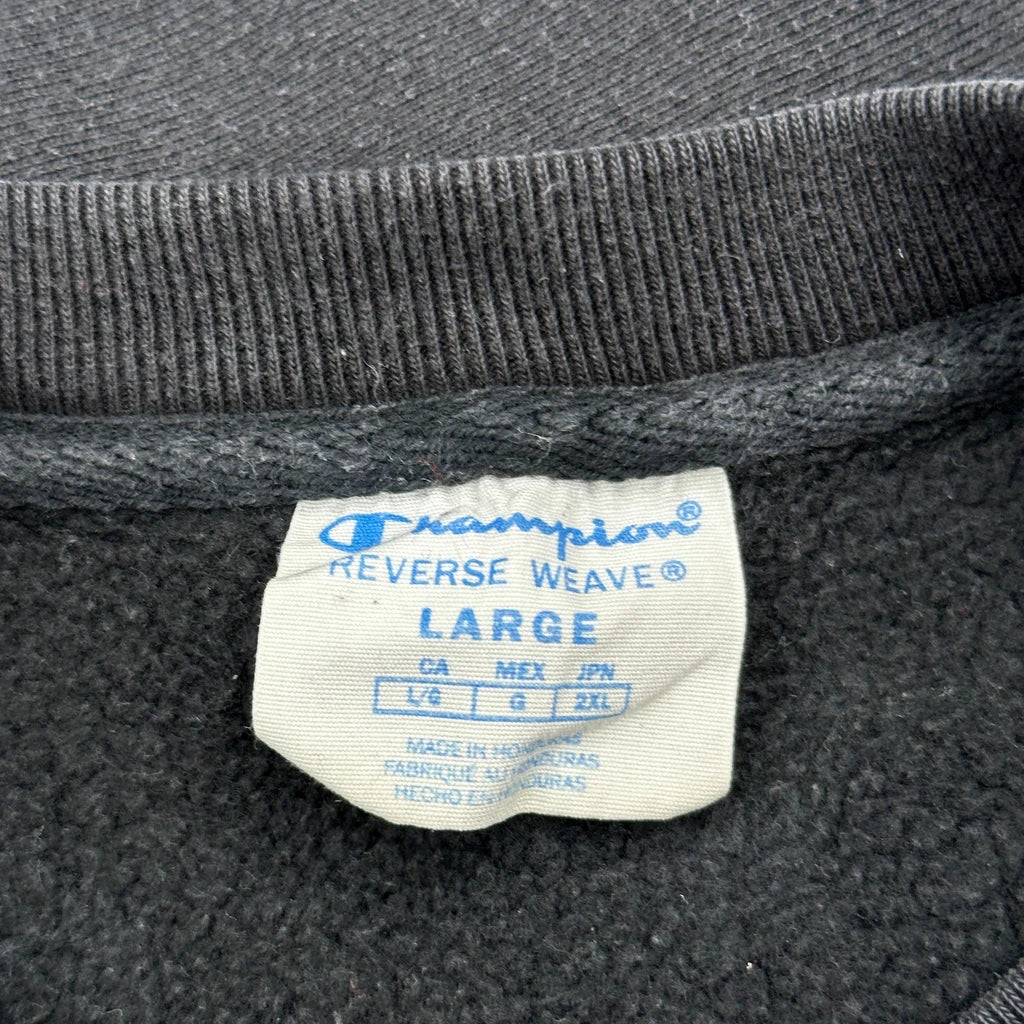 Champion®
REVERSE WEAVE®
LARGE
CA MEX JPN
L/G G 2XL
MADE IN HONDURAS
FABRIQUÉ AU HONDURAS
HECHO EN HONDURAS